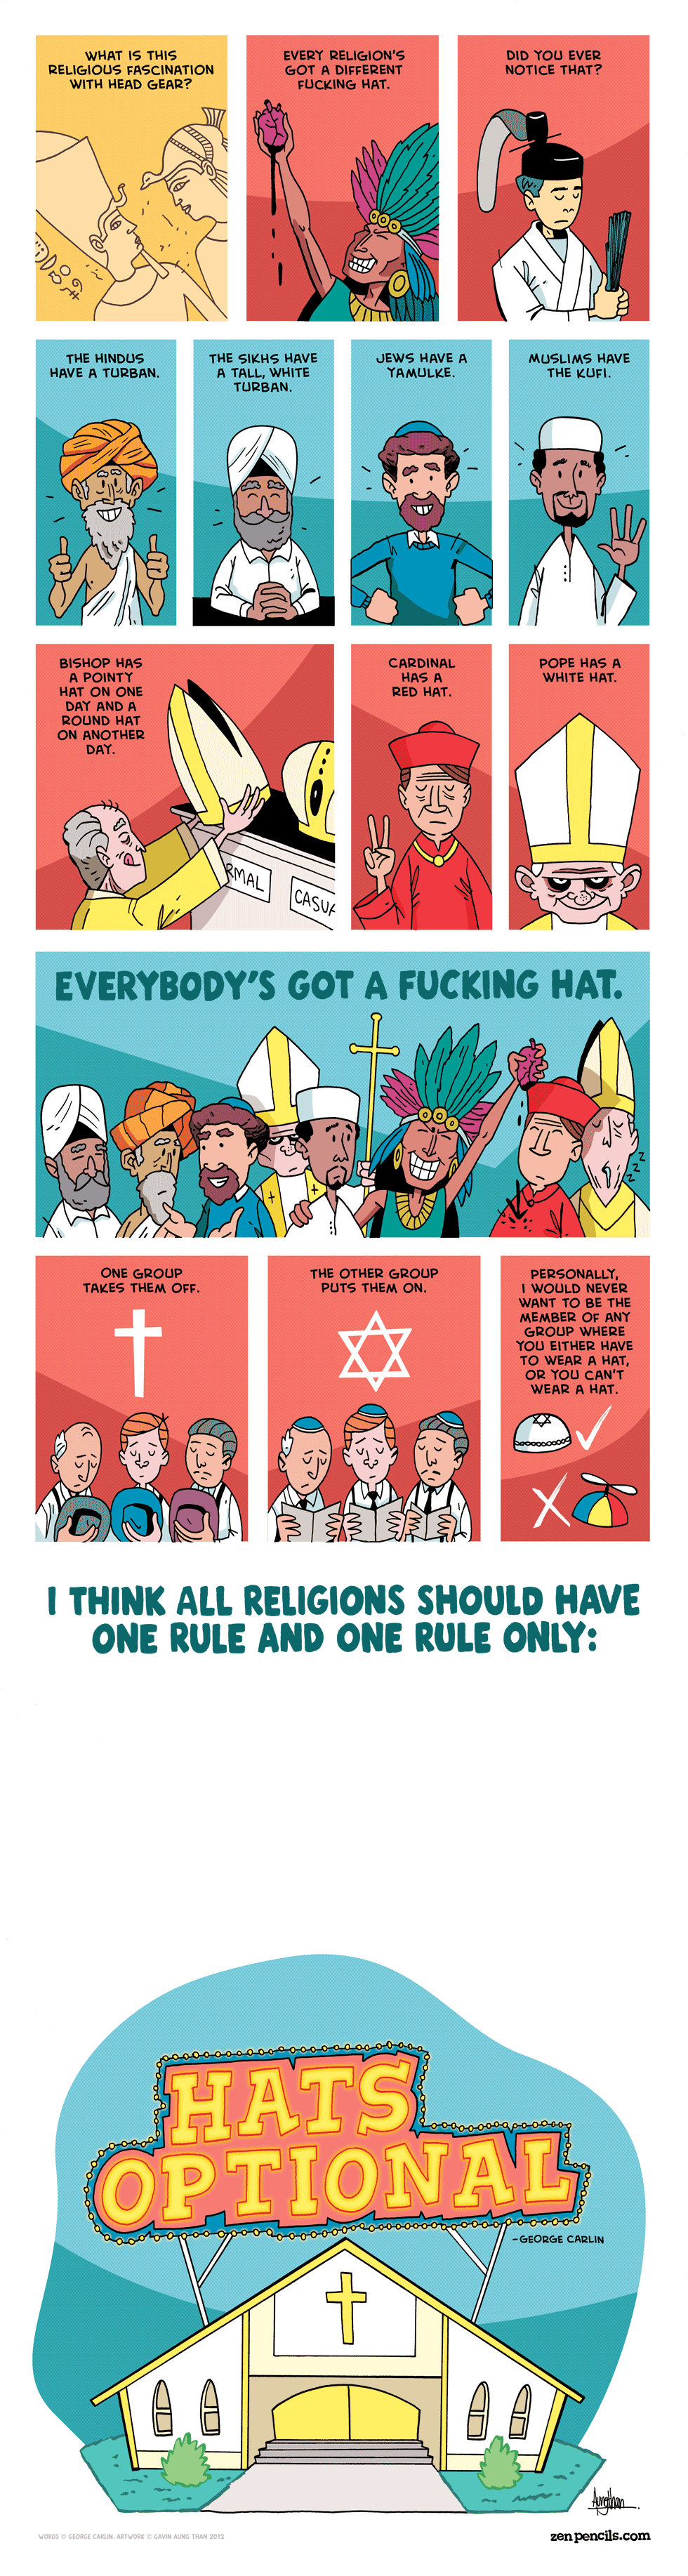 WHAT IS THIS
RELIGIOUS FASCINATION
WITH HEAD GEAR?
EVERY RELIGION'S
GOT A DIFFERENT
FUCKING HAT.
DID YOU EVER
NOTICE THAT?
THE HINDUS
HAVE A TURBAN.
THE SIKHS HAVE
A TALL, WHITE
TURBAN.
JEWS HAVE A
YAMULKE.
MUSLIMS HAVE
THE KUFI.
BISHOP HAS
A POINTY
HAT ON ONE
DAY AND A
ROUND HAT
ON ANOTHER
DAY.
RMAL
CASUA
CARDINAL
HAS A
RED HAT.
POPE HAS A
WHITE HAT.
EVERYBODY'S GOT A FUCKING HAT.
Z
Z
Z
ONE GROUP
TAKES THEM OFF.
THE OTHER GROUP
PUTS THEM ON.
PERSONALLY,
I WOULD NEVER
WANT TO BE THE
MEMBER OF ANY
GROUP WHERE
YOU EITHER HAVE
TO WEAR A HAT,
OR YOU CAN'T
WEAR A HAT.
I THINK ALL RELIGIONS SHOULD HAVE
ONE RULE AND ONE RULE ONLY:
HATS
OPTIONAL
-GEORGE CARLIN
Aungthan
WORDS © GEORGE CARLIN, ARTWORK © GAVIN AUNG THAN 2012
zenpencils.com